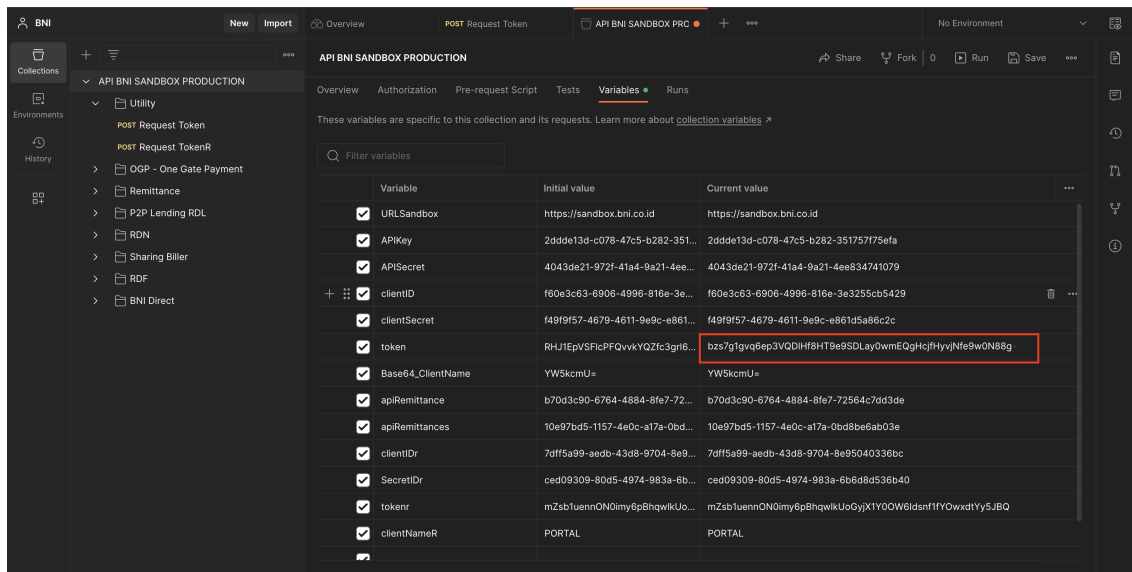 BNI
New Import
Overview
POST Request Token
API BNI SANDBOX PRC
No Environment
Collections
Environments
History
API BNI SANDBOX PRODUCTION
Utility
POST Request Token
POST Request TokenR
OGP - One Gate Payment
Remittance
P2P Lending RDL
RDN
Sharing Biller
RDF
BNI Direct
API BNI SANDBOX PRODUCTION
Share Fork 0 Run Save
Overview Authorization Pre-request Script Tests Variables Runs
These variables are specific to this collection and its requests. Learn more about collection variables ↗
Filter variables
Variable Initial value Current value
URLSandbox https://sandbox.bni.co.id https://sandbox.bni.co.id
APIKey 2ddde13d-c078-47c5-b282-351... 2ddde13d-c078-47c5-b282-351757f75efa
APISecret 4043de21-972f-41a4-9a21-4ee... 4043de21-972f-41a4-9a21-4ee834741079
clientID f60e3c63-6906-4996-816e-3e... f60e3c63-6906-4996-816e-3e3255cb5429
clientSecret f49f9f57-4679-4611-9e9c-e861... f49f9f57-4679-4611-9e9c-e861d5a86c2c
token RHJ1EpVSFlcPFQvvkYQZfc3grl6... bzs7g1gvq6ep3VQDlHf8HT9e9SDLay0wmEQgHcjfHyvjNfe9w0N88g
Base64_ClientName YW5kcmU= YW5kcmU=
apiRemittance b70d3c90-6764-4884-8fe7-72... b70d3c90-6764-4884-8fe7-72564c7dd3de
apiRemittances 10e97bd5-1157-4e0c-a17a-0bd... 10e97bd5-1157-4e0c-a17a-0bd8be6ab03e
clientIDr 7dff5a99-aedb-43d8-9704-8e9... 7dff5a99-aedb-43d8-9704-8e95040336bc
SecretIDr ced09309-80d5-4974-983a-6b... ced09309-80d5-4974-983a-6b6d8d536b40
tokenr mZsb1uennON0imy6pBhqwlkUo... mZsb1uennON0imy6pBhqwlkUoGyjX1Y0OW6Idsnf1fYOwxdtYy5JBQ
clientNameR PORTAL PORTAL